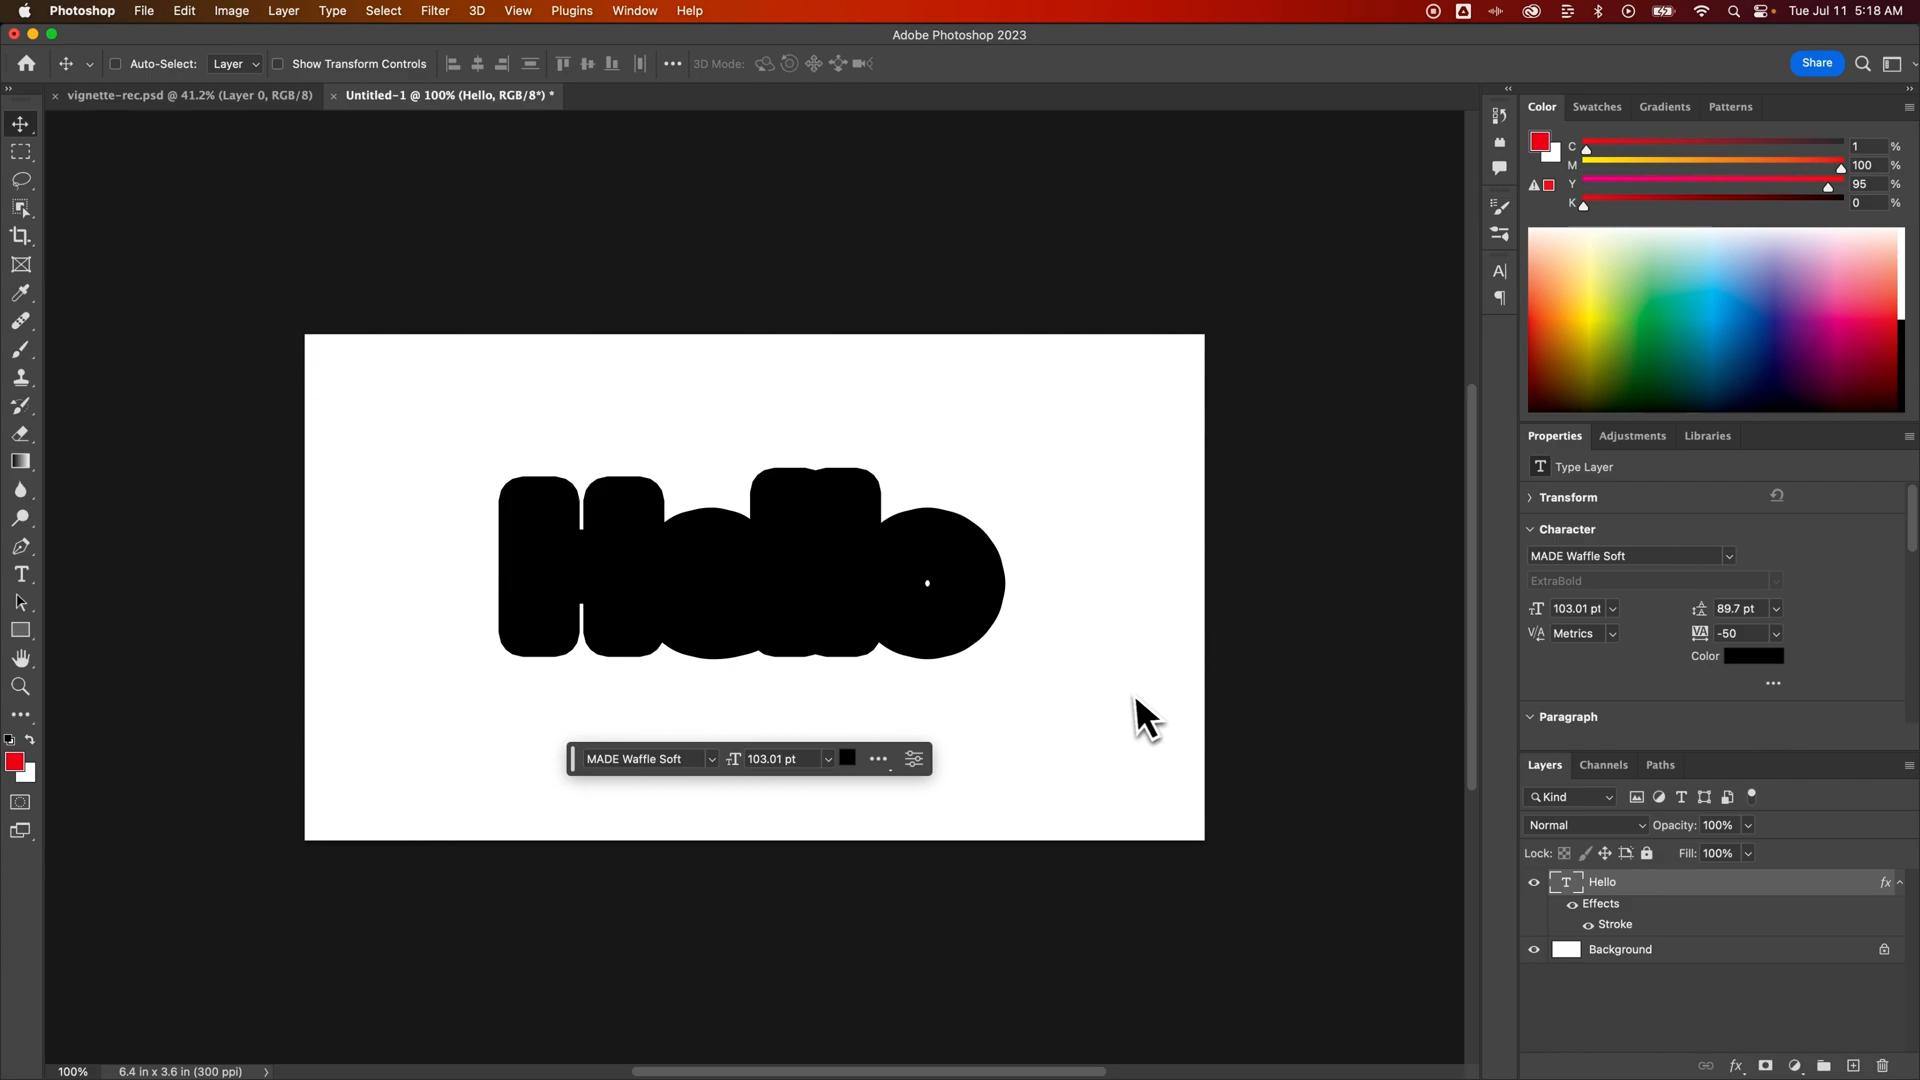 Photoshop File Edit Image Layer Type Select Filter 3D View Plugins Window Help Tue Jul 11 5:18 AM
Adobe Photoshop 2023
Auto-Select: Layer Show Transform Controls 3D Mode: Share
vignette-rec.psd @ 41.2% (Layer 0, RGB/8) Untitled-1 @ 100% (Hello, RGB/8*) *
Color Swatches Gradients Patterns
C 1 %
M 100 %
Y 95 %
K 0 %
Properties Adjustments Libraries
T Type Layer
Transform
Character
MADE Waffle Soft
ExtraBold
103.01 pt 89.7 pt
Metrics -50
Color
Paragraph
Hello
MADE Waffle Soft 103.01 pt
Layers Channels Paths
Kind
Normal Opacity: 100%
Lock: Fill: 100%
T Hello fx
Effects
Stroke
Background
100% 6.4 in x 3.6 in (300 ppi) fx